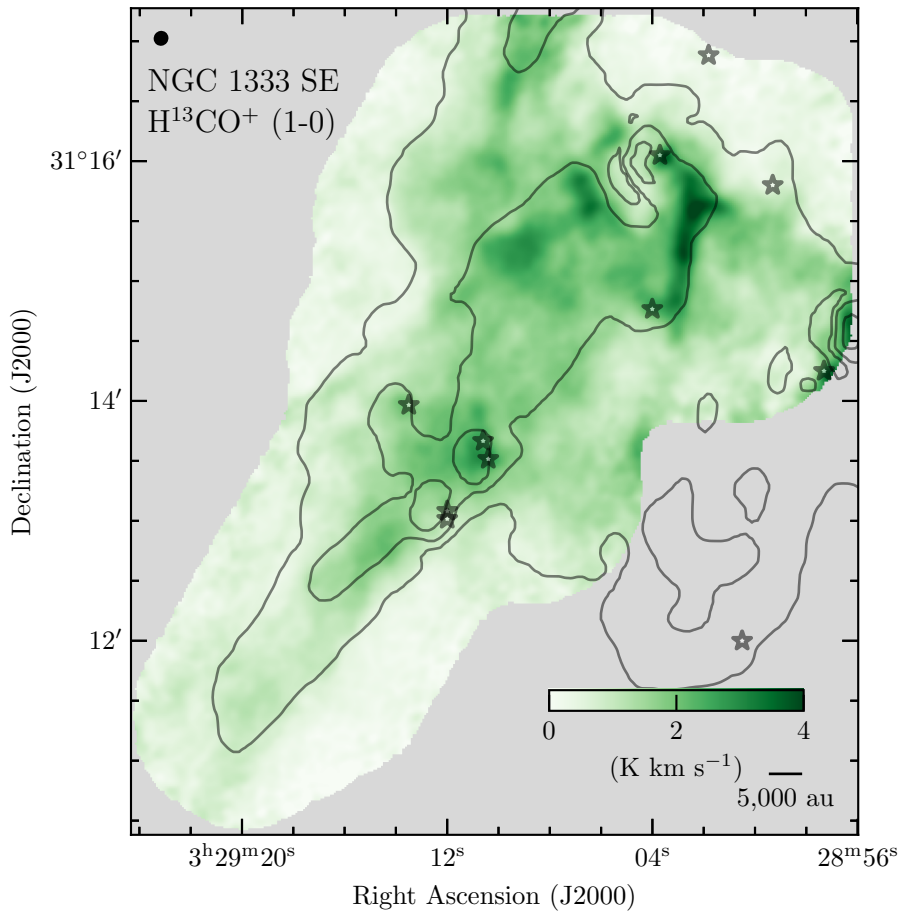 NGC 1333 SE
H¹³CO⁺ (1-0)
31°16′
14′
12′
Declination (J2000)
0 2 4
(K km s⁻¹)
5,000 au
3ʰ29ᵐ20ˢ 12ˢ 04ˢ 28ᵐ56ˢ
Right Ascension (J2000)